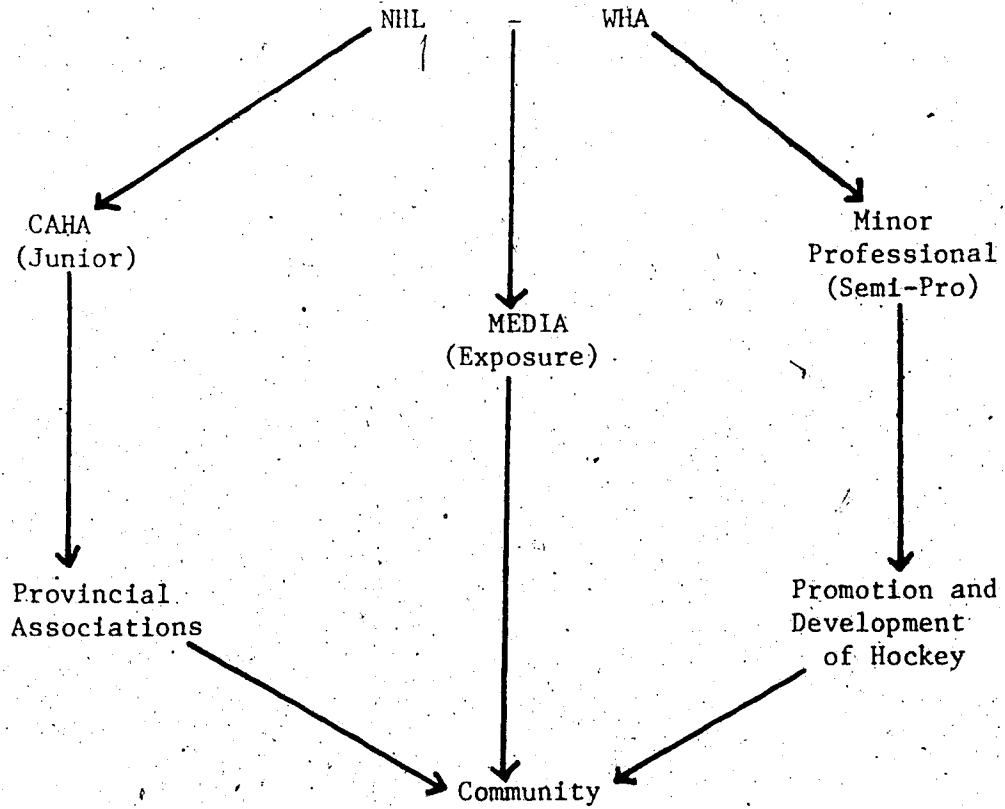 NHL - WHA
CAHA
(Junior)
Minor
Professional
(Semi-Pro)
MEDIA
(Exposure)
Provincial
Associations
Promotion and
Development
of Hockey
Community